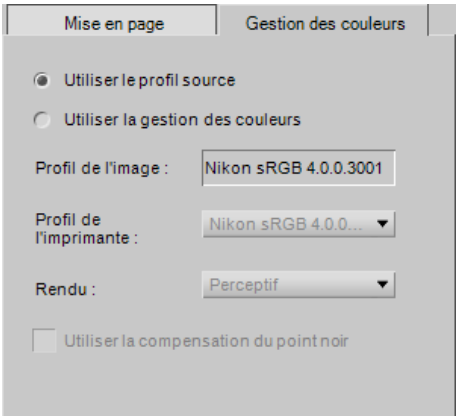 Mise en page
Gestion des couleurs
Utiliser le profil source
Utiliser la gestion des couleurs
Profil de l'image :
Nikon sRGB 4.0.0.3001
Profil de
l'imprimante :
Nikon sRGB 4.0.0...
Rendu :
Perceptif
Utiliser la compensation du point noir